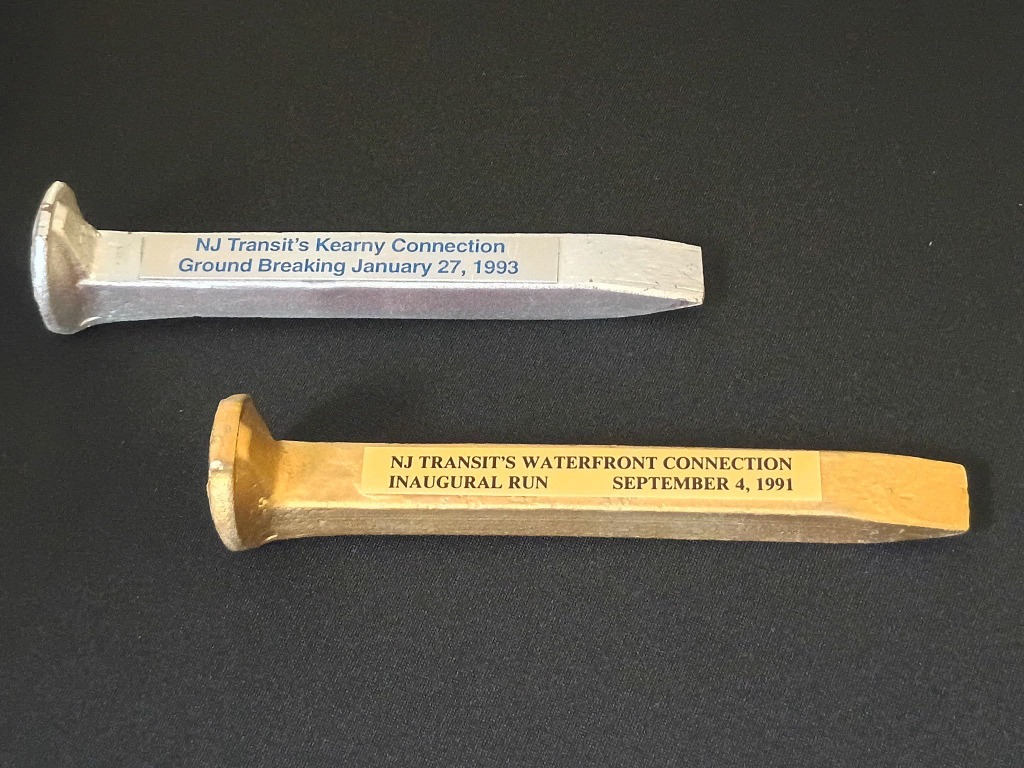 NJ Transit's Kearny Connection
Ground Breaking January 27, 1993
NJ TRANSIT'S WATERFRONT CONNECTION
INAUGURAL RUN SEPTEMBER 4, 1991